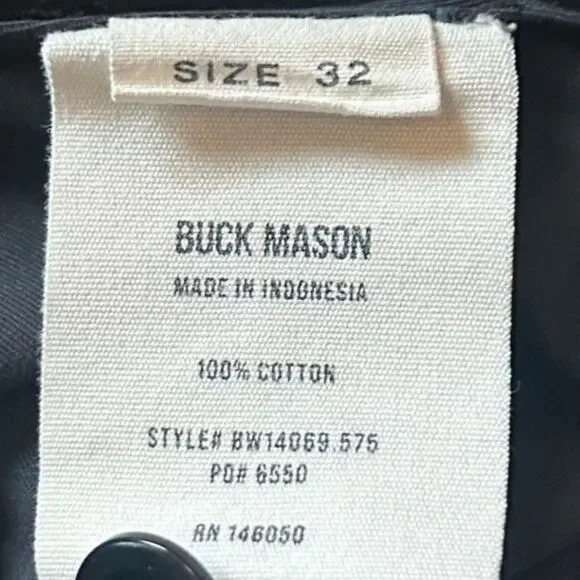 SIZE 32
BUCK MASON
MADE IN INDONESIA
100% COTTON
STYLE# BW14069.575
PO# 6550
RN 146050